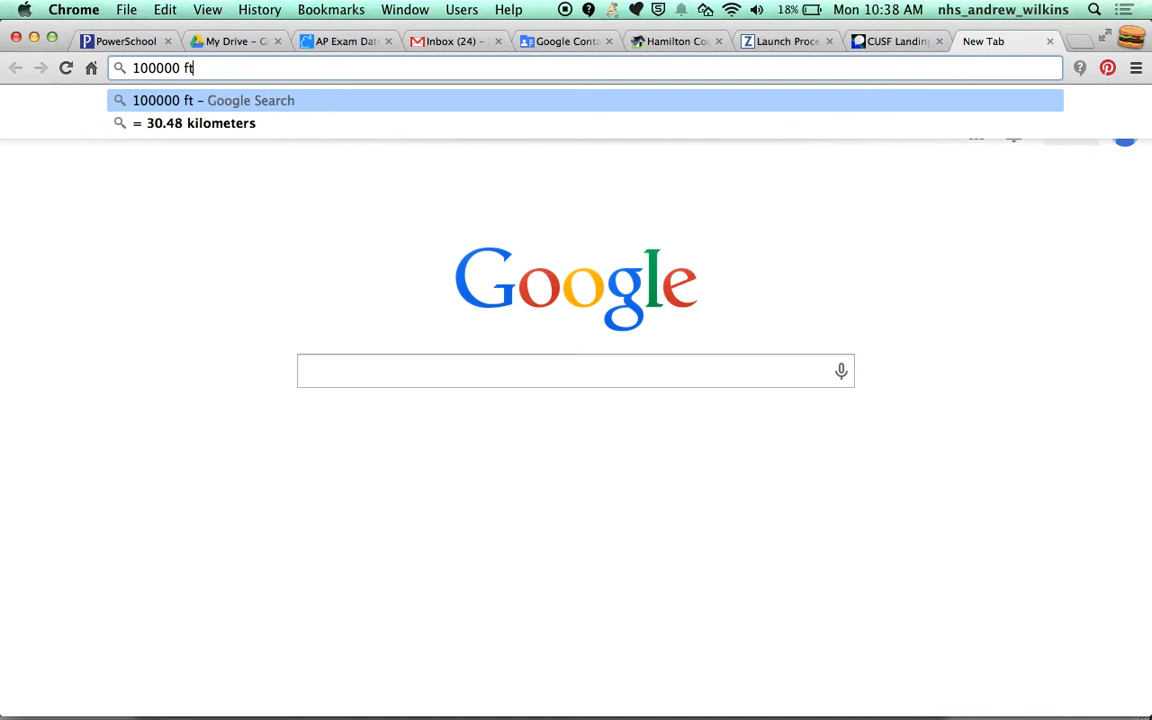 Chrome File Edit View History Bookmarks Window Users Help 18% Mon 10:38 AM nhs_andrew_wilkins
PowerSchool My Drive – G AP Exam Dat Inbox (24) – Google Conta Hamilton Co Launch Proce CUSF Landin New Tab
100000 ft
100000 ft – Google Search
= 30.48 kilometers
Google